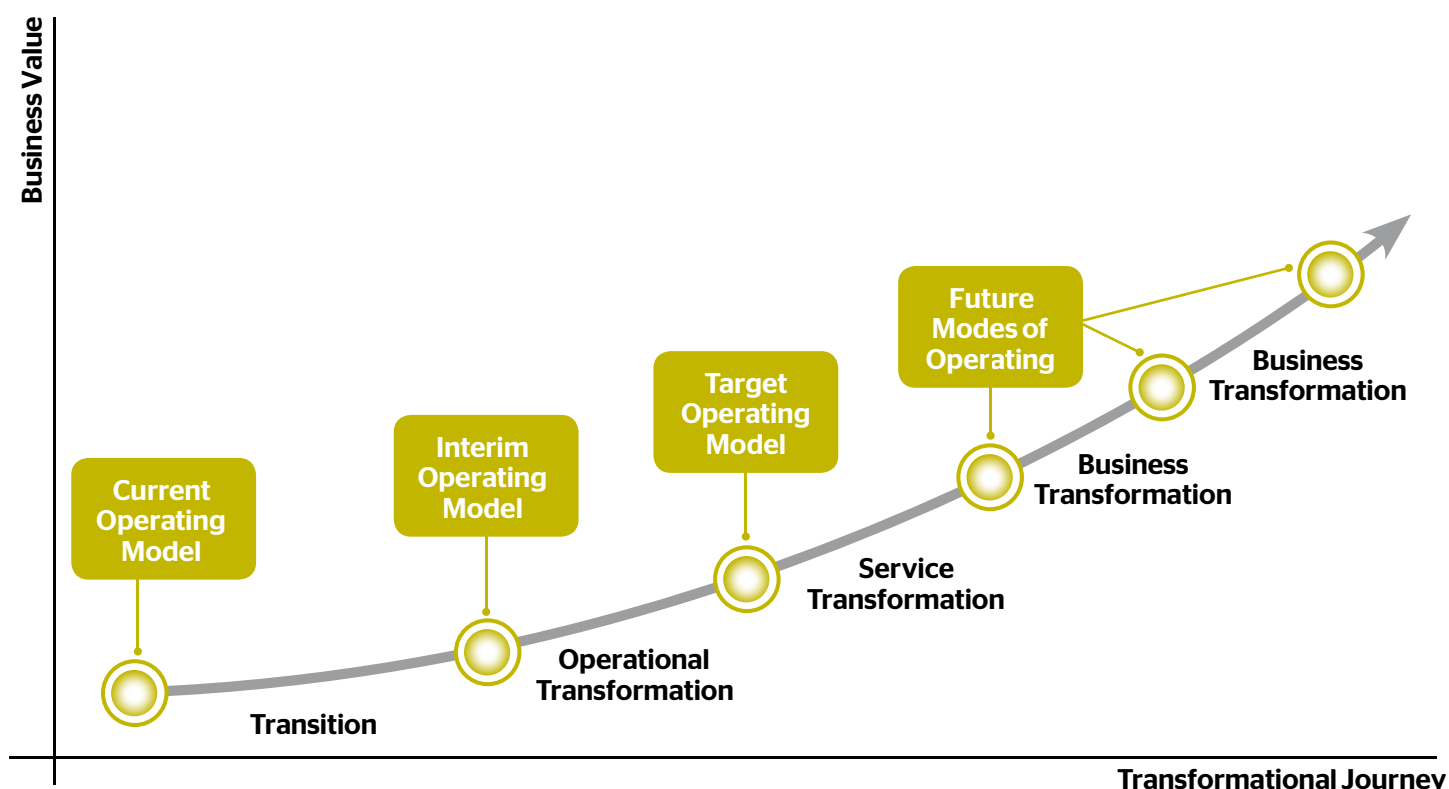 Business Value
Future
Modes of
Operating
Target
Operating
Model
Interim
Operating
Model
Current
Operating
Model
Business
Transformation
Business
Transformation
Service
Transformation
Operational
Transformation
Transition
Transformational Journey